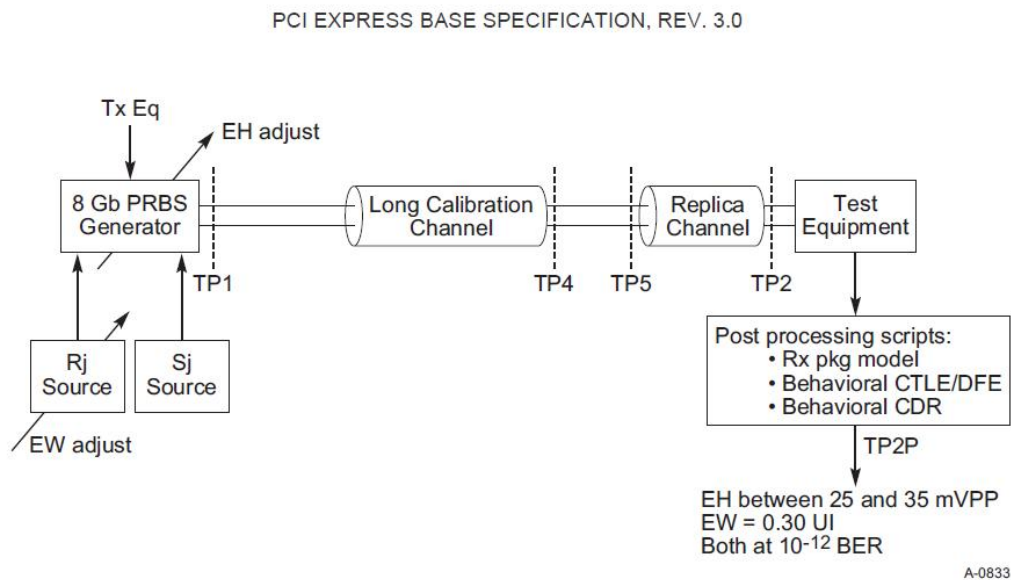 PCI EXPRESS BASE SPECIFICATION, REV. 3.0
Tx Eq
EH adjust
8 Gb PRBS
Generator
Long Calibration
Channel
Replica
Channel
Test
Equipment
TP1
TP4
TP5
TP2
Rj
Source
Sj
Source
EW adjust
Post processing scripts:
• Rx pkg model
• Behavioral CTLE/DFE
• Behavioral CDR
TP2P
EH between 25 and 35 mVPP
EW = 0.30 UI
Both at 10-12 BER
A-0833